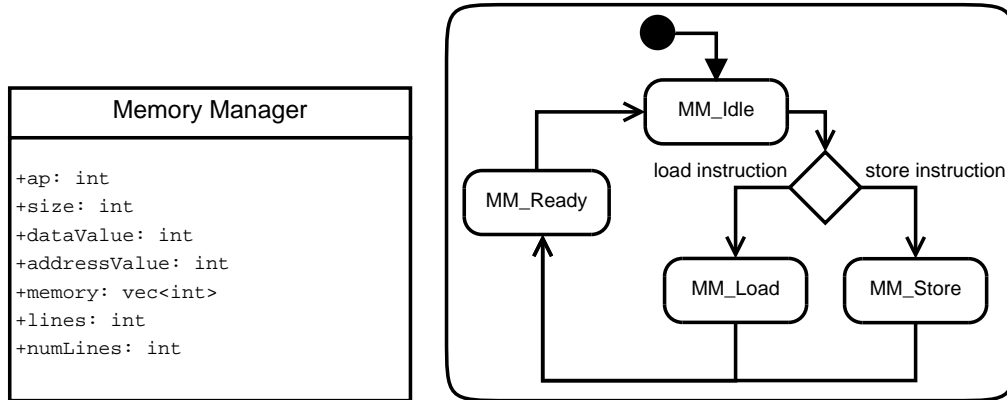 Memory Manager
+ap: int
+size: int
+dataValue: int
+addressValue: int
+memory: vec<int>
+lines: int
+numLines: int
MM_Idle
load instruction
store instruction
MM_Ready
MM_Load
MM_Store